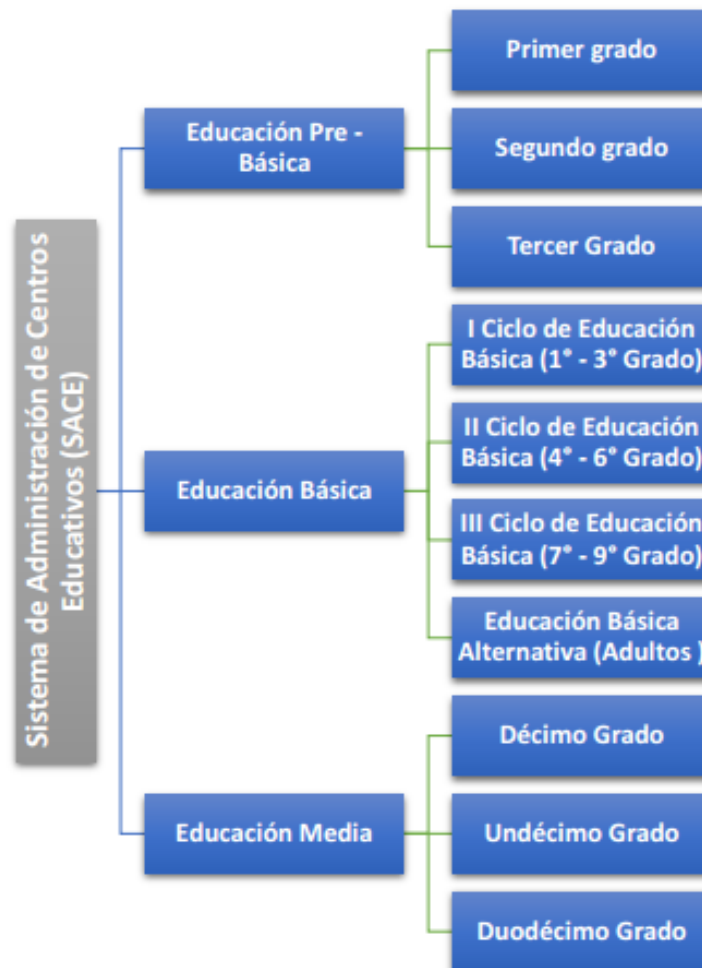 Sistema de Administración de Centros
Educativos (SACE)
Educación Pre -
Básica
Primer grado
Segundo grado
Tercer Grado
Educación Básica
I Ciclo de Educación
Básica (1° - 3° Grado)
II Ciclo de Educación
Básica (4° - 6° Grado)
III Ciclo de Educación
Básica (7° - 9° Grado)
Educación Básica
Alternativa (Adultos )
Educación Media
Décimo Grado
Undécimo Grado
Duodécimo Grado